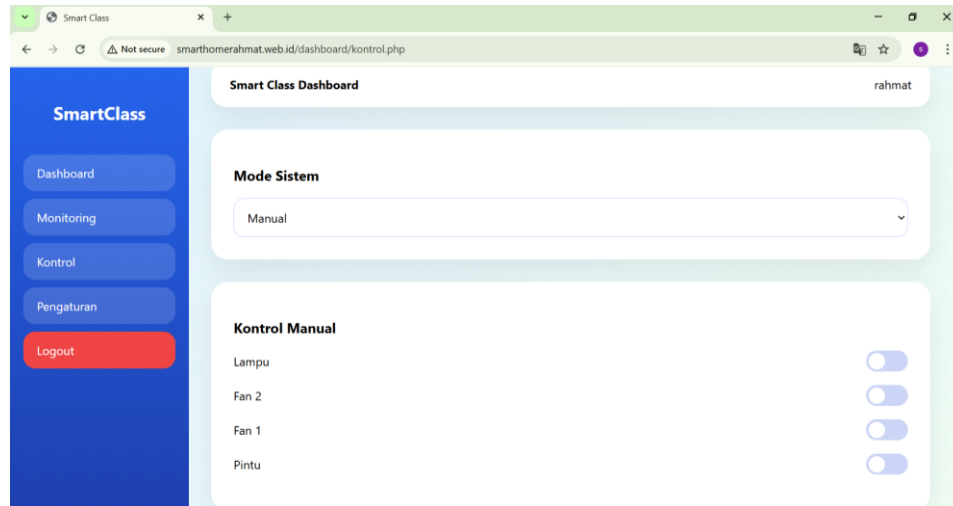 Smart Class
Not secure smarthomerahmat.web.id/dashboard/kontrol.php
s
SmartClass
Dashboard
Monitoring
Kontrol
Pengaturan
Logout
Smart Class Dashboard rahmat
Mode Sistem
Manual
Kontrol Manual
Lampu
Fan 2
Fan 1
Pintu